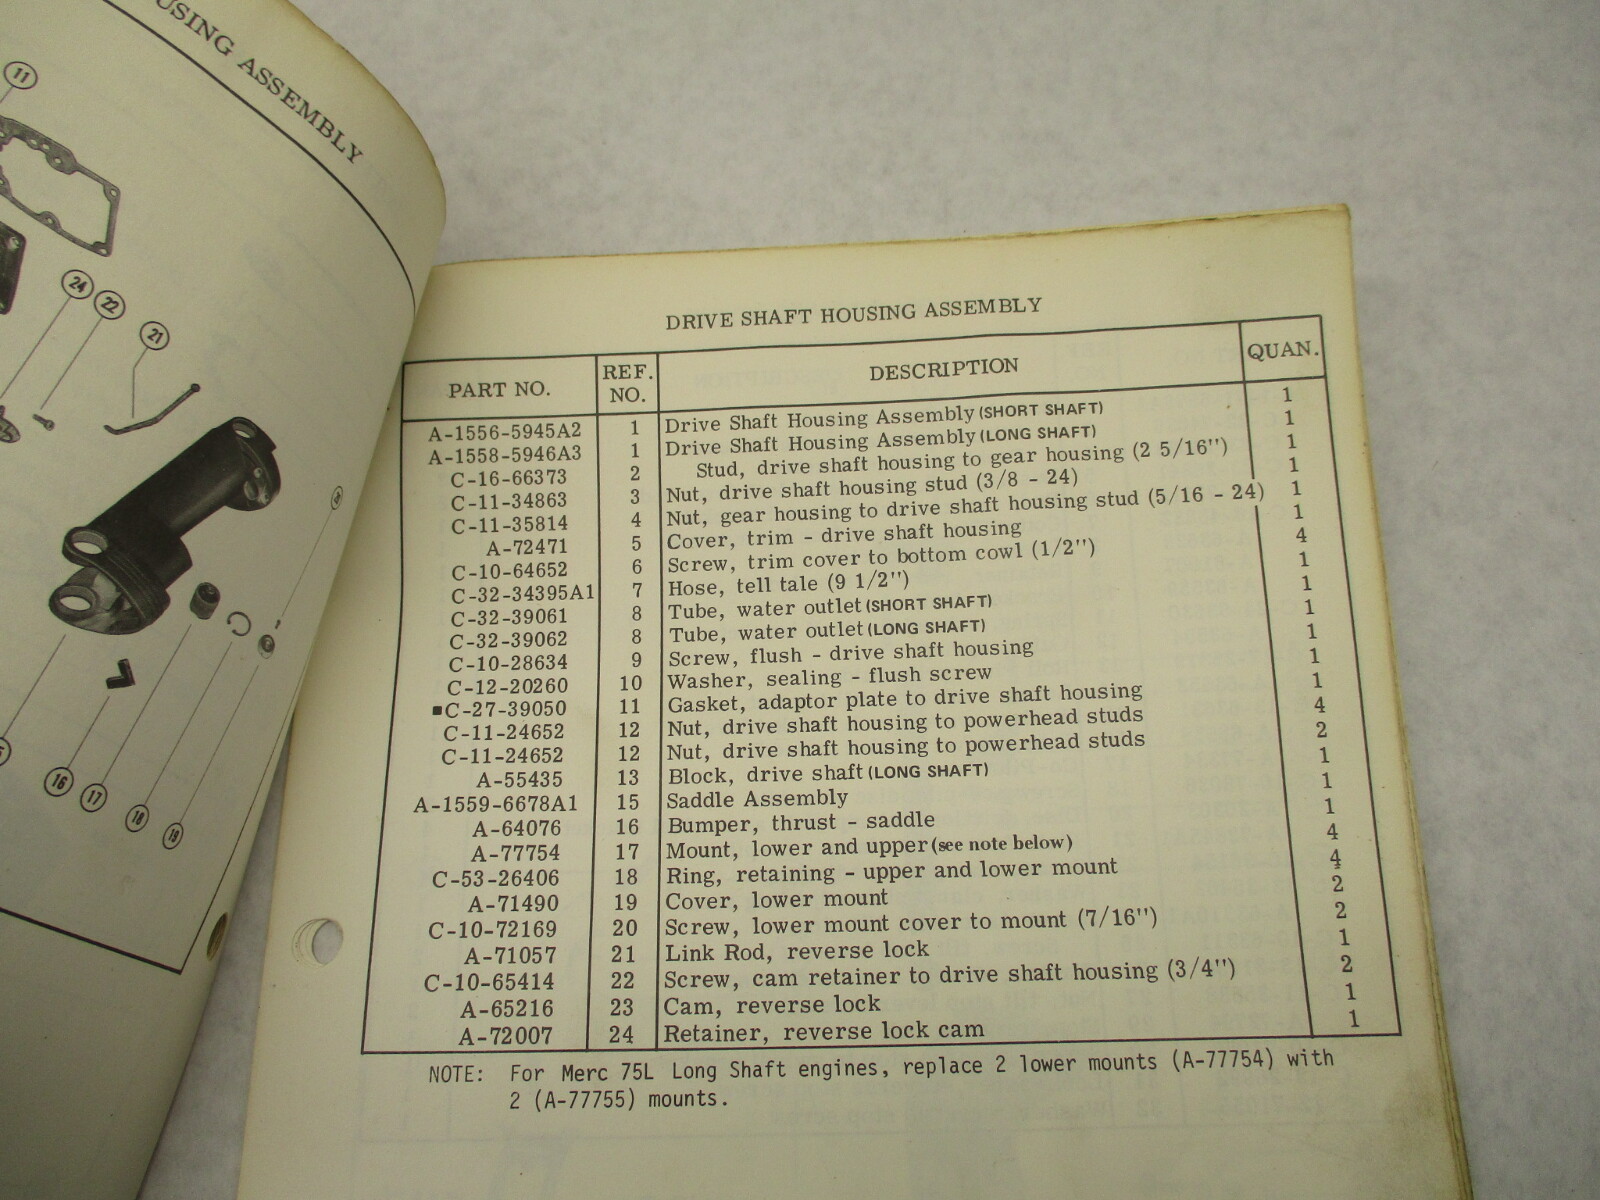 USING ASSEMBLY
11
24
22
21
16
17
18
19
DRIVE SHAFT HOUSING ASSEMBLY
PART NO. REF. NO. DESCRIPTION QUAN.
A-1556-5945A2 1 Drive Shaft Housing Assembly (SHORT SHAFT) 1
A-1558-5946A3 1 Drive Shaft Housing Assembly (LONG SHAFT) 1
C-16-66373 2 Stud, drive shaft housing to gear housing (2 5/16") 1
C-11-34863 3 Nut, drive shaft housing stud (3/8 - 24) 1
C-11-35814 4 Nut, gear housing to drive shaft housing stud (5/16 - 24) 1
A-72471 5 Cover, trim - drive shaft housing 1
C-10-64652 6 Screw, trim cover to bottom cowl (1/2") 4
C-32-34395A1 7 Hose, tell tale (9 1/2") 1
C-32-39061 8 Tube, water outlet (SHORT SHAFT) 1
C-32-39062 8 Tube, water outlet (LONG SHAFT) 1
C-10-28634 9 Screw, flush - drive shaft housing 1
C-12-20260 10 Washer, sealing - flush screw 1
■C-27-39050 11 Gasket, adaptor plate to drive shaft housing 1
C-11-24652 12 Nut, drive shaft housing to powerhead studs 4
C-11-24652 12 Nut, drive shaft housing to powerhead studs 2
A-55435 13 Block, drive shaft (LONG SHAFT) 1
A-1559-6678A1 15 Saddle Assembly 1
A-64076 16 Bumper, thrust - saddle 1
A-77754 17 Mount, lower and upper (see note below) 4
C-53-26406 18 Ring, retaining - upper and lower mount 4
A-71490 19 Cover, lower mount 2
C-10-72169 20 Screw, lower mount cover to mount (7/16") 2
A-71057 21 Link Rod, reverse lock 1
C-10-65414 22 Screw, cam retainer to drive shaft housing (3/4") 2
A-65216 23 Cam, reverse lock 1
A-72007 24 Retainer, reverse lock cam 1
NOTE: For Merc 75L Long Shaft engines, replace 2 lower mounts (A-77754) with
2 (A-77755) mounts.